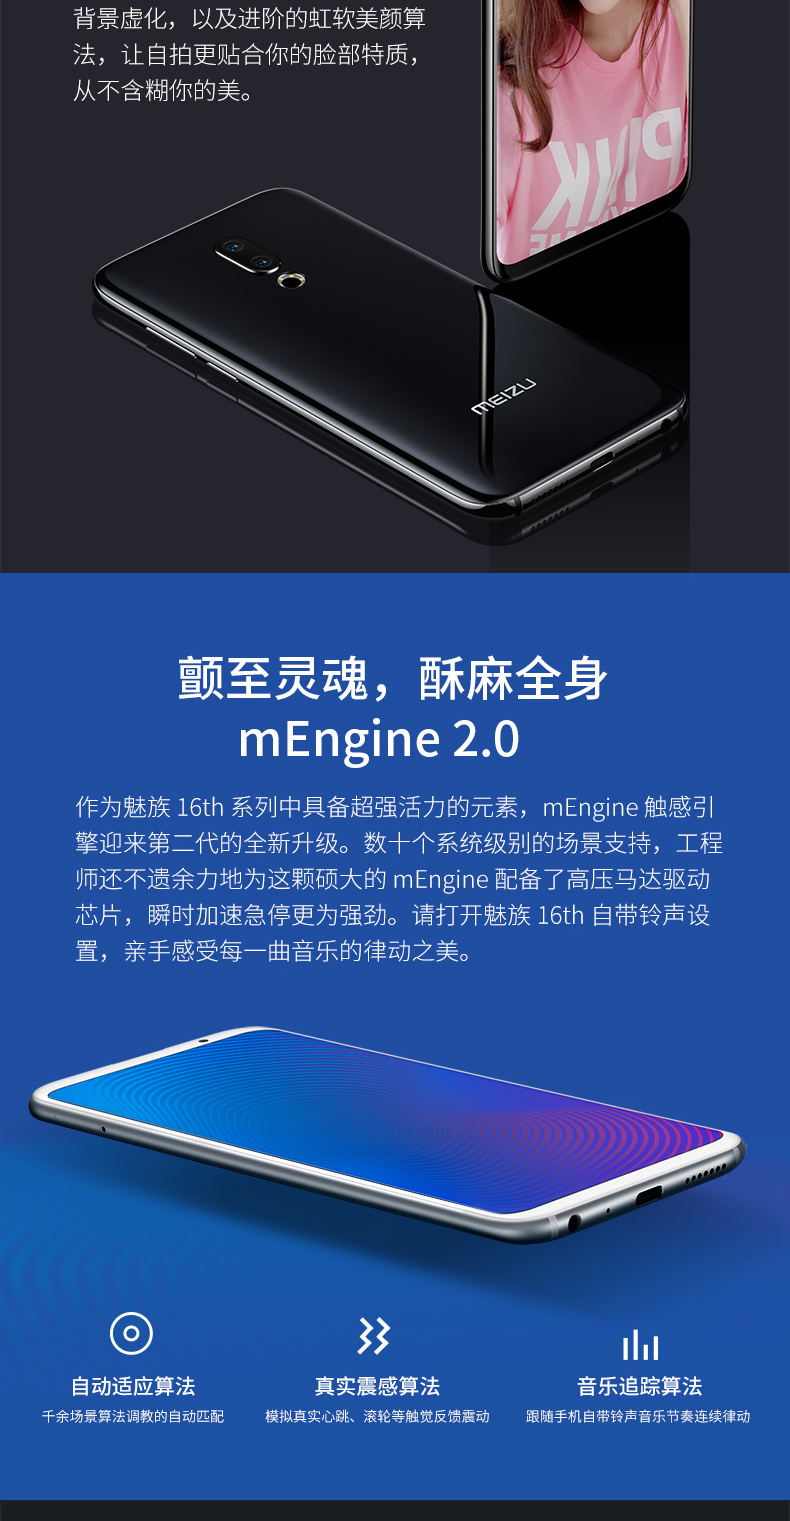 背景虚化，以及进阶的虹软美颜算
法，让自拍更贴合你的脸部特质，
从不含糊你的美。
PINK
MEIZU
颤至灵魂，酥麻全身
mEngine 2.0
作为魅族 16th 系列中具备超强活力的元素，mEngine 触感引
擎迎来第二代的全新升级。数十个系统级别的场景支持，工程
师还不遗余力地为这颗硕大的 mEngine 配备了高压马达驱动
芯片，瞬时加速急停更为强劲。请打开魅族 16th 自带铃声设
置，亲手感受每一曲音乐的律动之美。
自动适应算法
千余场景算法调教的自动匹配
真实震感算法
模拟真实心跳、滚轮等触觉反馈震动
音乐追踪算法
跟随手机自带铃声音乐节奏连续律动